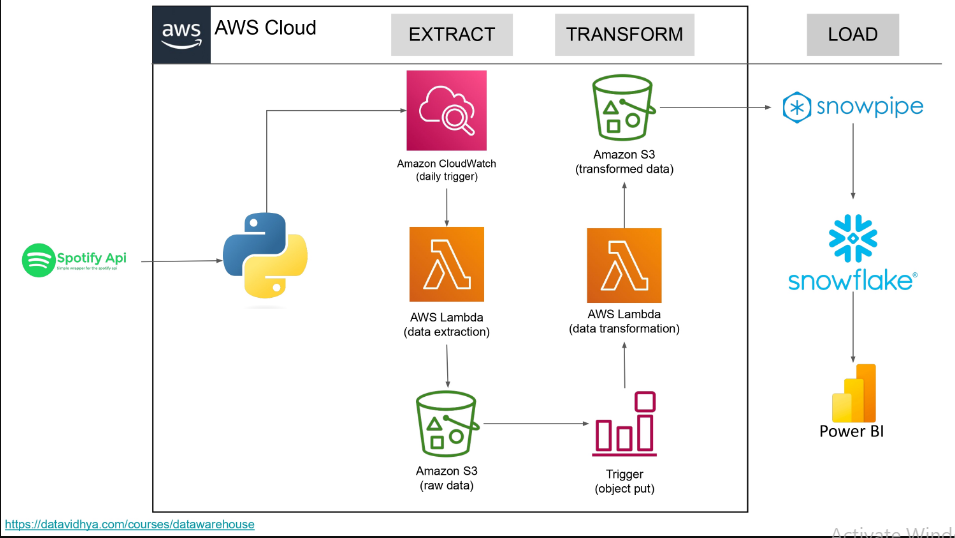 aws
AWS Cloud
EXTRACT
TRANSFORM
LOAD
Amazon CloudWatch
(daily trigger)
Amazon S3
(transformed data)
snowpipe
Spotify Api
Simple wrapper for the spotify api
AWS Lambda
(data extraction)
AWS Lambda
(data transformation)
snowflake®
Amazon S3
(raw data)
Trigger
(object put)
Power BI
https://datavidhya.com/courses/datawarehouse
Activate Wind